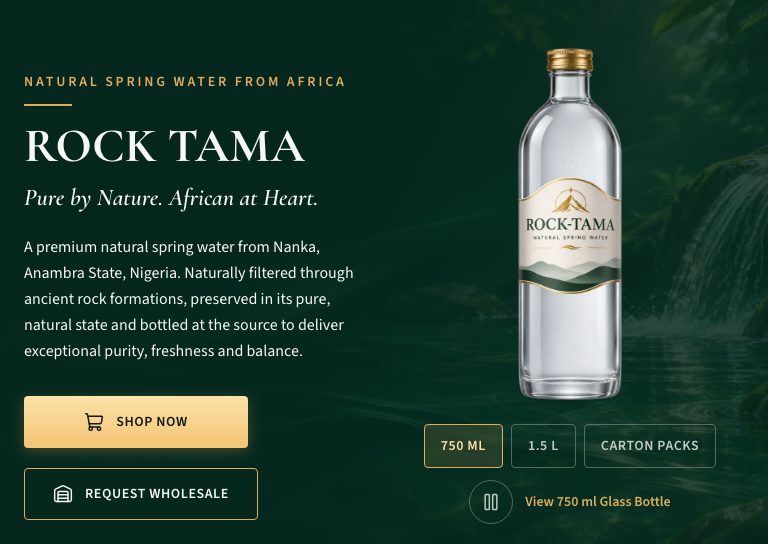 NATURAL SPRING WATER FROM AFRICA
ROCK TAMA
Pure by Nature. African at Heart.
A premium natural spring water from Nanka,
Anambra State, Nigeria. Naturally filtered through
ancient rock formations, preserved in its pure,
natural state and bottled at the source to deliver
exceptional purity, freshness and balance.
SHOP NOW
REQUEST WHOLESALE
ROCK-TAMA
NATURAL SPRING WATER
750 ML
1.5 L
CARTON PACKS
View 750 ml Glass Bottle